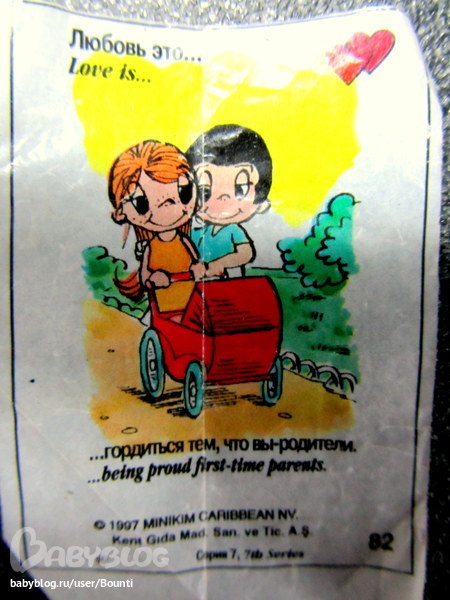 Любовь это...
Love is...
...гордиться тем, что вы-родители.
...being proud first-time parents.
© 1997 MINIKIM CARIBBEAN NV.
Kent Gıda Mad. San. ve Tic. A.Ş.
82
Серия 7, 7th Series
BABYBLOG
babyblog.ru/user/Bounti